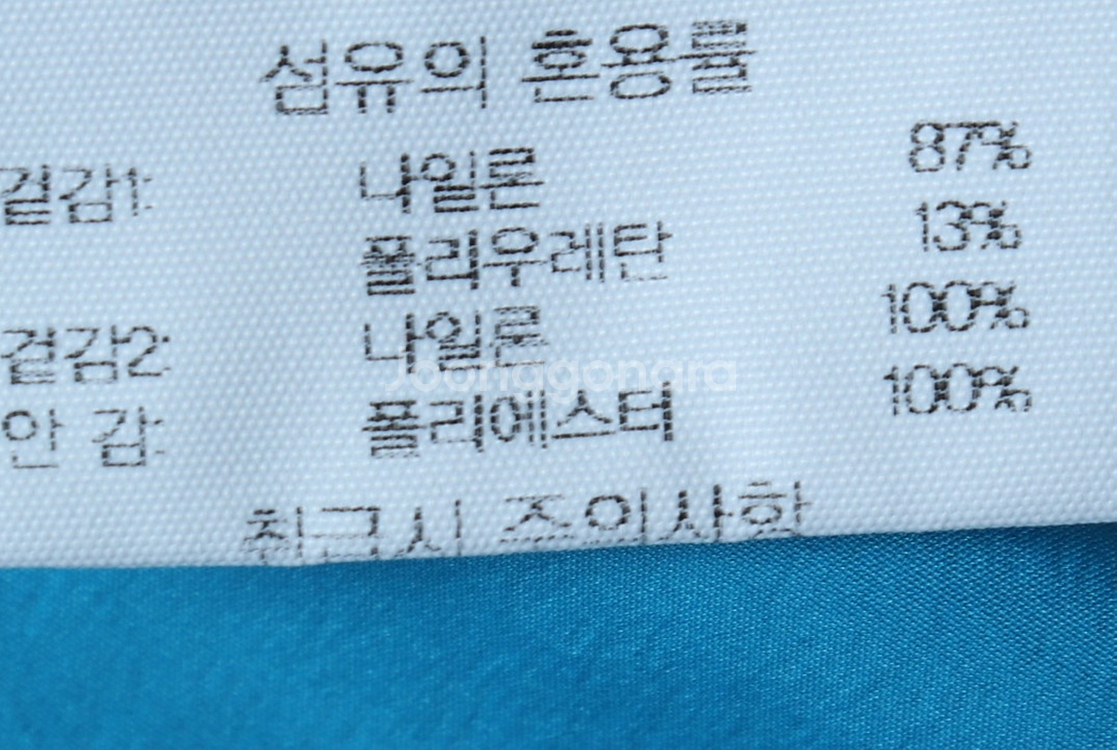 섬유의 혼용률
겉감1: 나일론 87%
폴리우레탄 13%
겉감2: 나일론 100%
안 감: 폴리에스터 100%
취급시 주의사항
Joonggonara